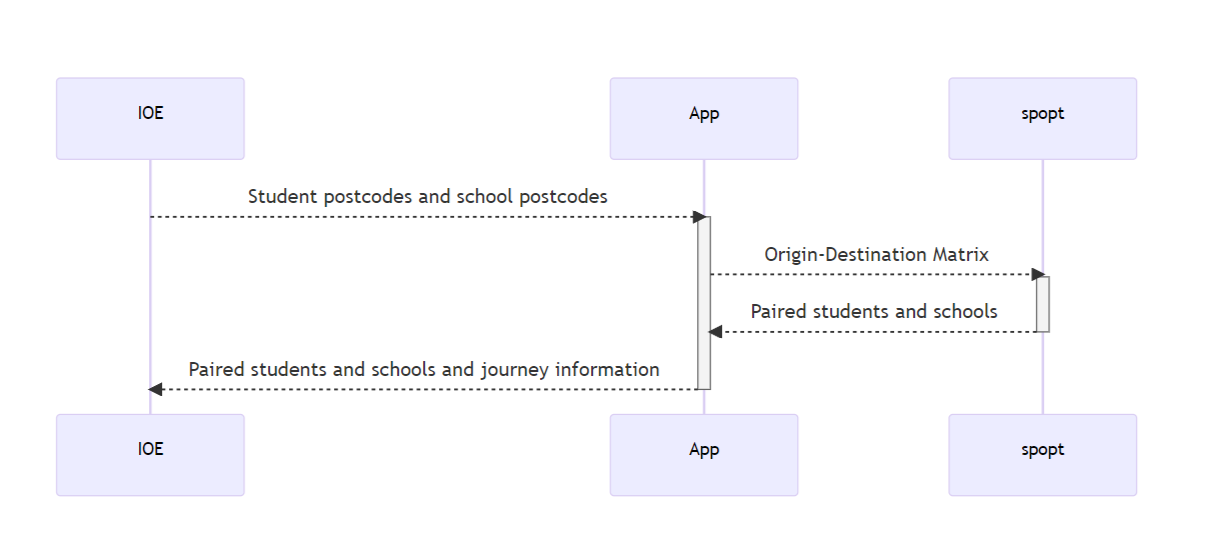 IOE
App
spopt
Student postcodes and school postcodes
Origin-Destination Matrix
Paired students and schools
Paired students and schools and journey information
IOE
App
spopt